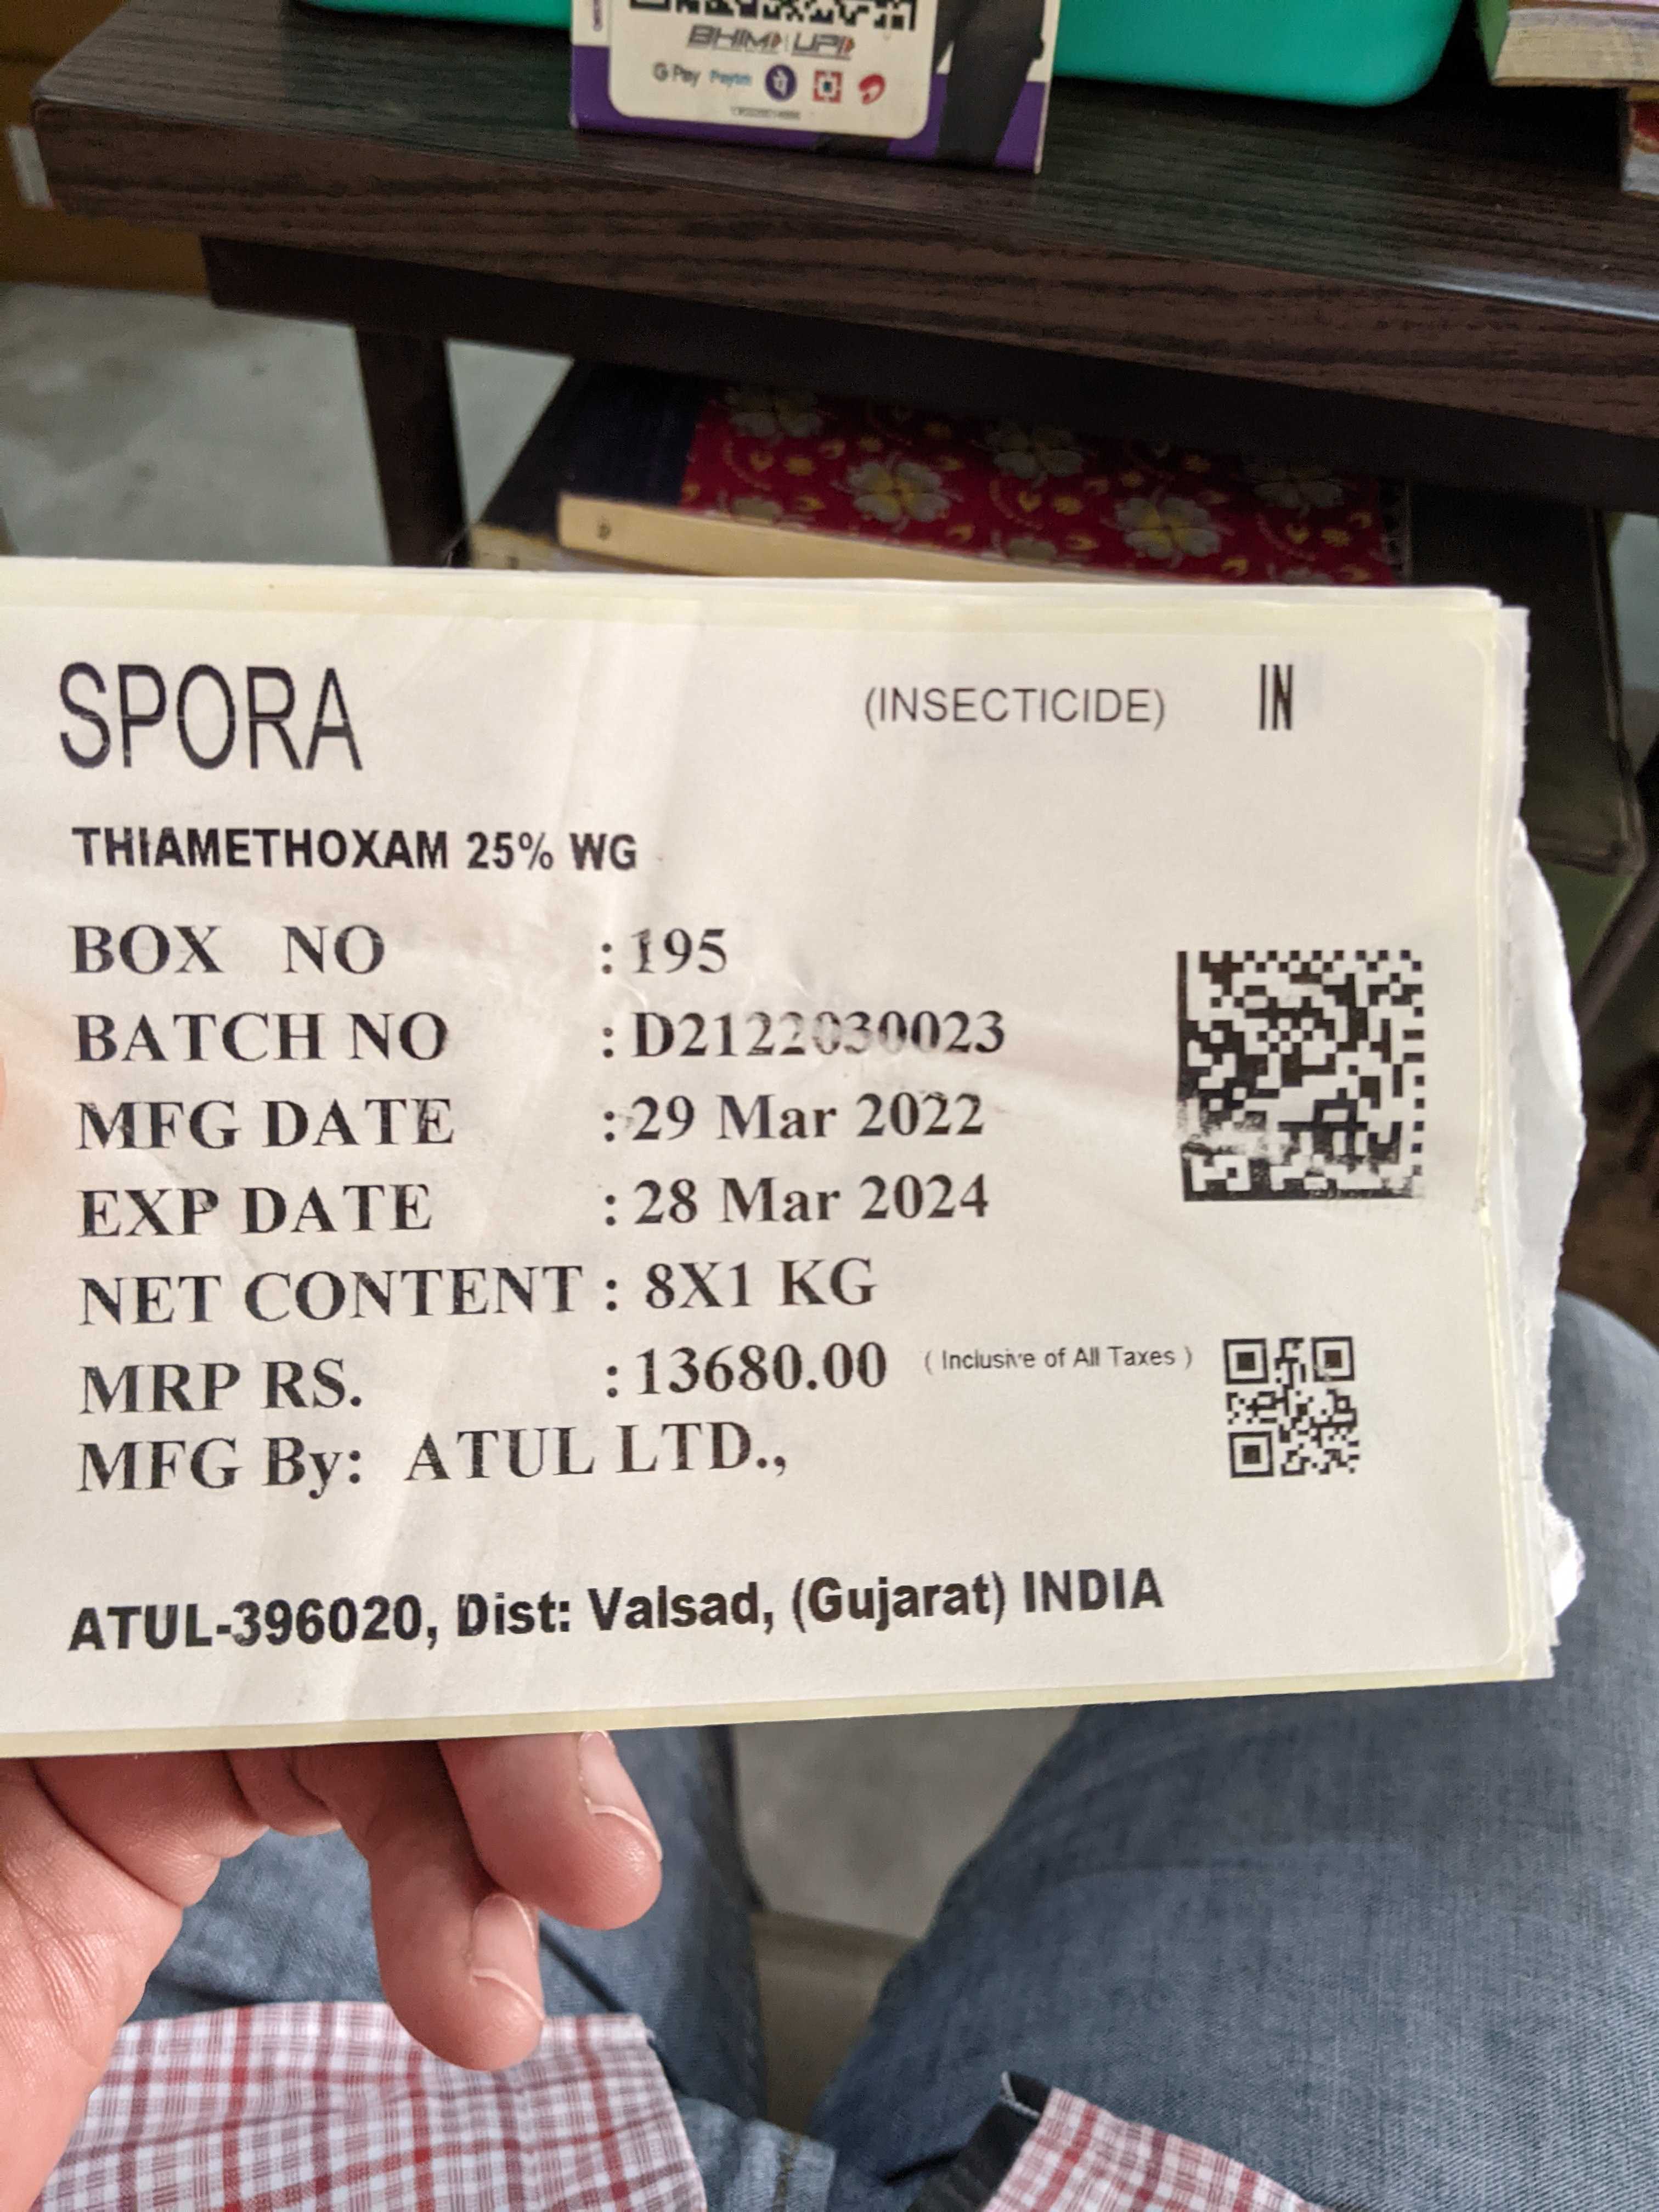 BHIM UPI
G Pay Paytm
SPORA (INSECTICIDE) IN
THIAMETHOXAM 25% WG
BOX NO : 195
BATCH NO : D2122030023
MFG DATE : 29 Mar 2022
EXP DATE : 28 Mar 2024
NET CONTENT : 8X1 KG
MRP RS. : 13680.00 ( Inclusive of All Taxes )
MFG By: ATUL LTD.,
ATUL-396020, Dist: Valsad, (Gujarat) INDIA